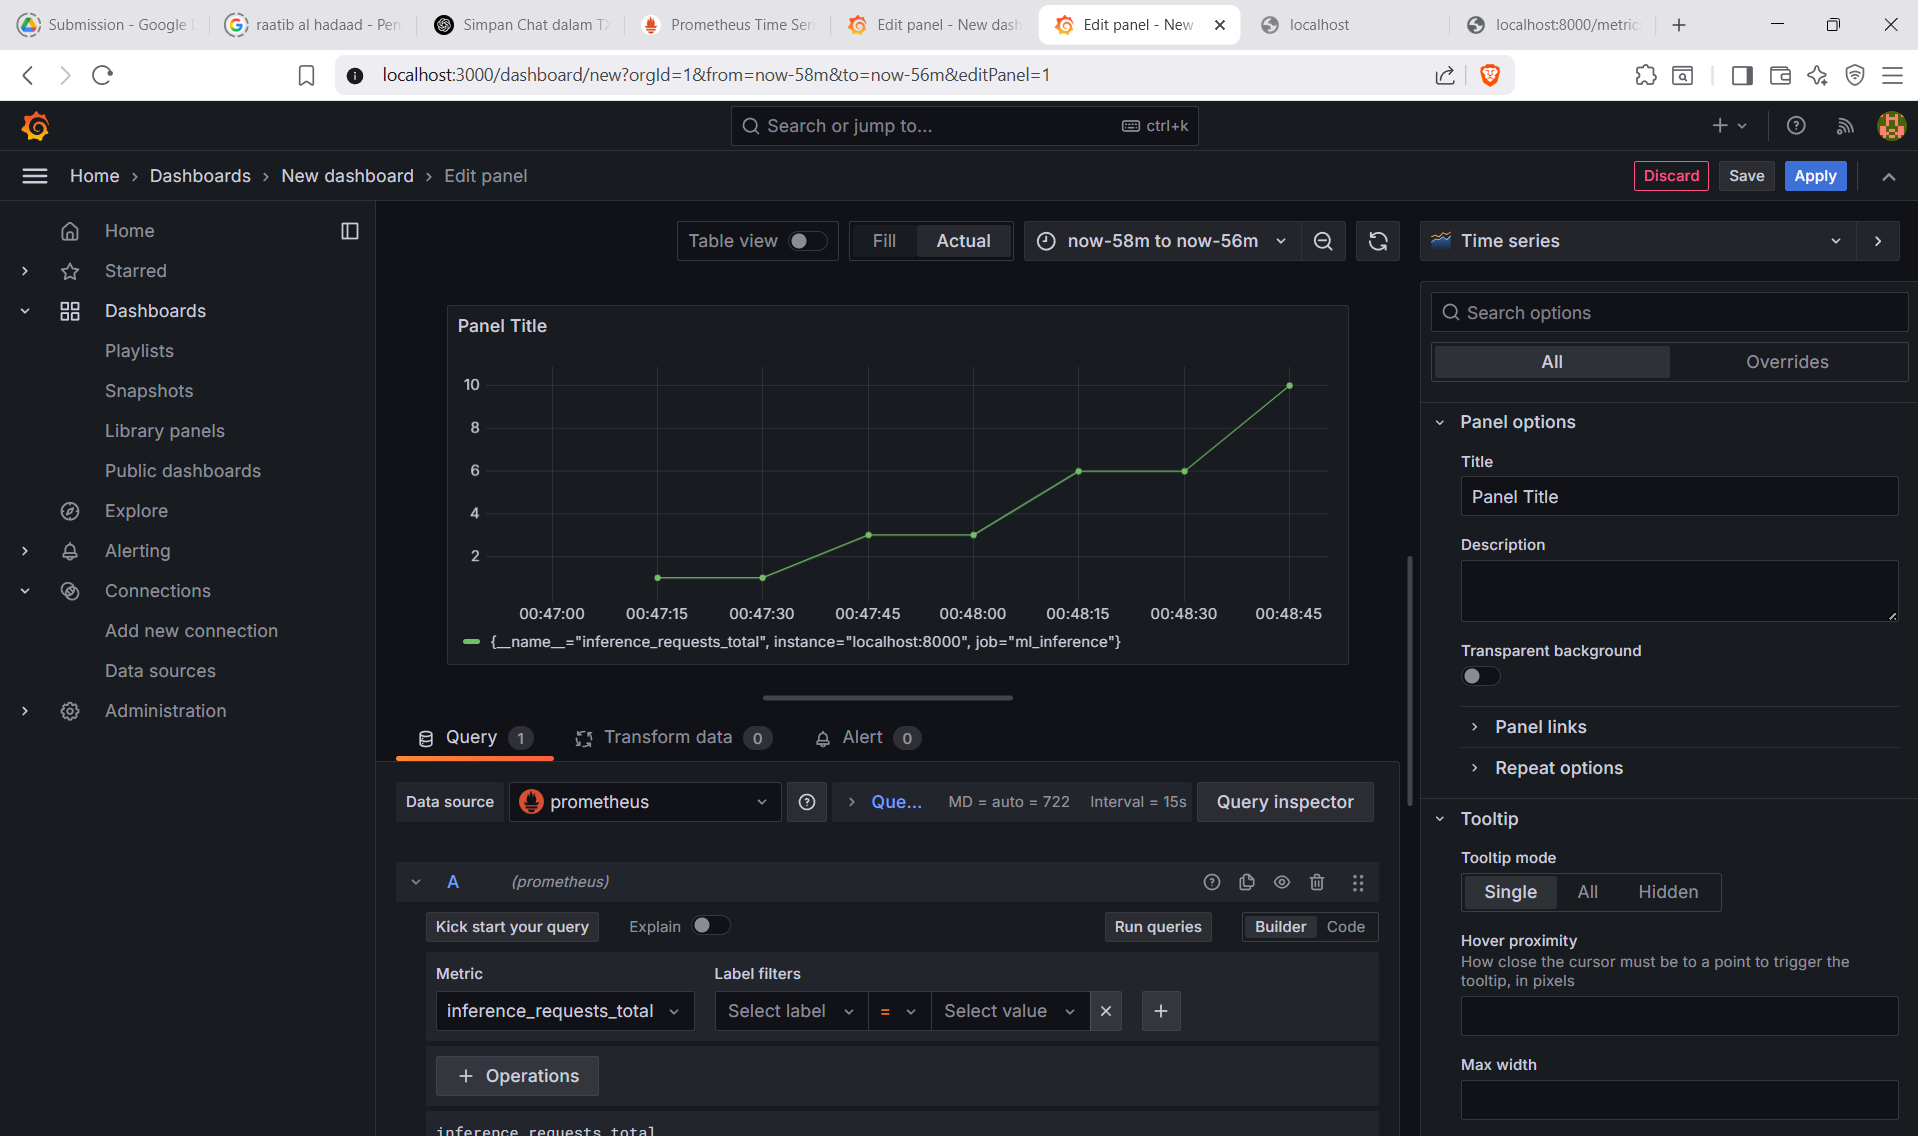 Submission - Google
raatib al hadaad - Pen
Simpan Chat dalam TX
Prometheus Time Seri
Edit panel - New dash
Edit panel - New
localhost
localhost:8000/metric
localhost:3000/dashboard/new?orgId=1&from=now-58m&to=now-56m&editPanel=1
Search or jump to...
ctrl+k
Home › Dashboards › New dashboard › Edit panel
Discard
Save
Apply
Home
Starred
Dashboards
Playlists
Snapshots
Library panels
Public dashboards
Explore
Alerting
Connections
Add new connection
Data sources
Administration
Table view
Fill
Actual
now-58m to now-56m
Panel Title
10
8
6
4
2
00:47:00
00:47:15
00:47:30
00:47:45
00:48:00
00:48:15
00:48:30
00:48:45
{__name__="inference_requests_total", instance="localhost:8000", job="ml_inference"}
Query 1
Transform data 0
Alert 0
Data source
prometheus
Que...
MD = auto = 722
Interval = 15s
Query inspector
A
(prometheus)
Kick start your query
Explain
Run queries
Builder
Code
Metric
Label filters
inference_requests_total
Select label
=
Select value
+ Operations
inference_requests_total
Time series
Search options
All
Overrides
Panel options
Title
Panel Title
Description
Transparent background
Panel links
Repeat options
Tooltip
Tooltip mode
Single
All
Hidden
Hover proximity
How close the cursor must be to a point to trigger the
tooltip, in pixels
Max width